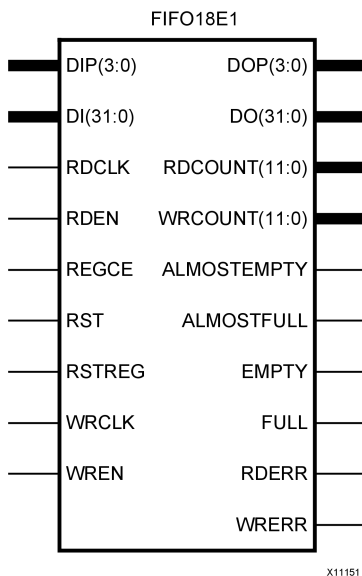 FIFO18E1
DIP(3:0) DOP(3:0)
DI(31:0) DO(31:0)
RDCLK RDCOUNT(11:0)
RDEN WRCOUNT(11:0)
REGCE ALMOSTEMPTY
RST ALMOSTFULL
RSTREG EMPTY
WRCLK FULL
WREN RDERR
WRERR
X11151